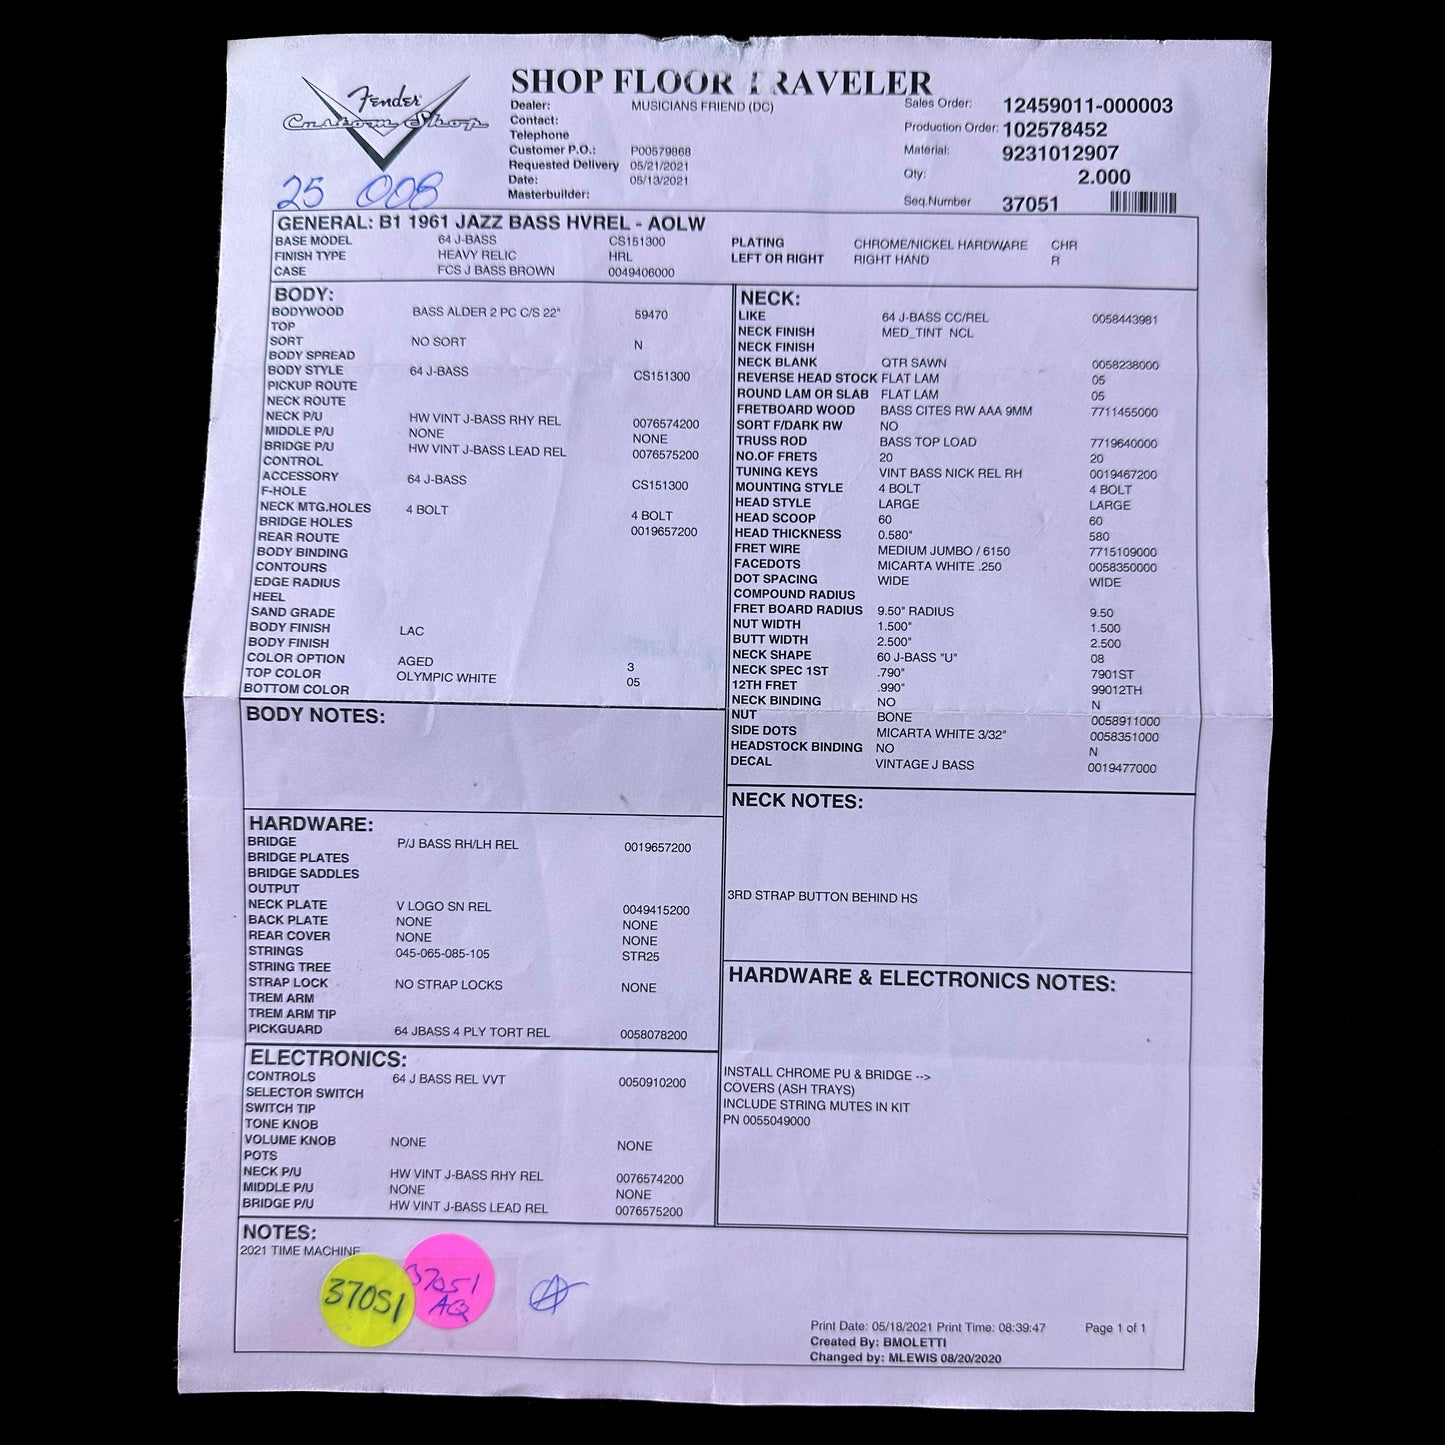 Fender
Custom Shop
SHOP FLOOR TRAVELER
Dealer: MUSICIANS FRIEND (DC)
Contact:
Telephone
Customer P.O.: P00579868
Requested Delivery 05/21/2021
Date: 05/13/2021
Masterbuilder:
Sales Order: 12459011-000003
Production Order: 102578452
Material: 9231012907
Qty: 2.000
Seq.Number 37051
25 008
GENERAL: B1 1961 JAZZ BASS HVREL - AOLW
BASE MODEL 64 J-BASS CS151300
FINISH TYPE HEAVY RELIC HRL
CASE FCS J BASS BROWN 0049406000
PLATING CHROME/NICKEL HARDWARE CHR
LEFT OR RIGHT RIGHT HAND R
BODY:
BODYWOOD BASS ALDER 2 PC C/S 22" 59470
TOP
SORT NO SORT N
BODY SPREAD
BODY STYLE 64 J-BASS CS151300
PICKUP ROUTE
NECK ROUTE
NECK P/U HW VINT J-BASS RHY REL 0076574200
MIDDLE P/U NONE NONE
BRIDGE P/U HW VINT J-BASS LEAD REL 0076575200
CONTROL
ACCESSORY 64 J-BASS CS151300
F-HOLE
NECK MTG.HOLES 4 BOLT 4 BOLT
BRIDGE HOLES 0019657200
REAR ROUTE
BODY BINDING
CONTOURS
EDGE RADIUS
HEEL
SAND GRADE
BODY FINISH LAC
BODY FINISH
COLOR OPTION AGED 3
TOP COLOR OLYMPIC WHITE 05
BOTTOM COLOR
BODY NOTES:
HARDWARE:
BRIDGE P/J BASS RH/LH REL 0019657200
BRIDGE PLATES
BRIDGE SADDLES
OUTPUT
NECK PLATE V LOGO SN REL 0049415200
BACK PLATE NONE NONE
REAR COVER NONE NONE
STRINGS 045-065-085-105 STR25
STRING TREE
STRAP LOCK NO STRAP LOCKS NONE
TREM ARM
TREM ARM TIP
PICKGUARD 64 JBASS 4 PLY TORT REL 0058078200
ELECTRONICS:
CONTROLS 64 J BASS REL VVT 0050910200
SELECTOR SWITCH
SWITCH TIP
TONE KNOB
VOLUME KNOB NONE NONE
POTS
NECK P/U HW VINT J-BASS RHY REL 0076574200
MIDDLE P/U NONE NONE
BRIDGE P/U HW VINT J-BASS LEAD REL 0076575200
NECK:
LIKE 64 J-BASS CC/REL 0058443981
NECK FINISH MED_TINT NCL
NECK FINISH
NECK BLANK QTR SAWN 0058238000
REVERSE HEAD STOCK FLAT LAM 05
ROUND LAM OR SLAB FLAT LAM 05
FRETBOARD WOOD BASS CITES RW AAA 9MM 7711455000
SORT F/DARK RW NO
TRUSS ROD BASS TOP LOAD 7719640000
NO.OF FRETS 20 20
TUNING KEYS VINT BASS NICK REL RH 0019467200
MOUNTING STYLE 4 BOLT 4 BOLT
HEAD STYLE LARGE LARGE
HEAD SCOOP 60 60
HEAD THICKNESS 0.580" 580
FRET WIRE MEDIUM JUMBO / 6150 7715109000
FACEDOTS MICARTA WHITE .250 0058350000
DOT SPACING WIDE WIDE
COMPOUND RADIUS
FRET BOARD RADIUS 9.50" RADIUS 9.50
NUT WIDTH 1.500" 1.500
BUTT WIDTH 2.500" 2.500
NECK SHAPE 60 J-BASS "U" 08
NECK SPEC 1ST .790" 7901ST
12TH FRET .990" 99012TH
NECK BINDING NO N
NUT BONE 0058911000
SIDE DOTS MICARTA WHITE 3/32" 0058351000
HEADSTOCK BINDING NO N
DECAL VINTAGE J BASS 0019477000
NECK NOTES:
3RD STRAP BUTTON BEHIND HS
HARDWARE & ELECTRONICS NOTES:
INSTALL CHROME PU & BRIDGE -->
COVERS (ASH TRAYS)
INCLUDE STRING MUTES IN KIT
PN 0055049000
NOTES:
2021 TIME MACHINE
37051
37051
AQ
Print Date: 05/18/2021 Print Time: 08:39:47 Page 1 of 1
Created By: BMOLETTI
Changed by: MLEWIS 08/20/2020